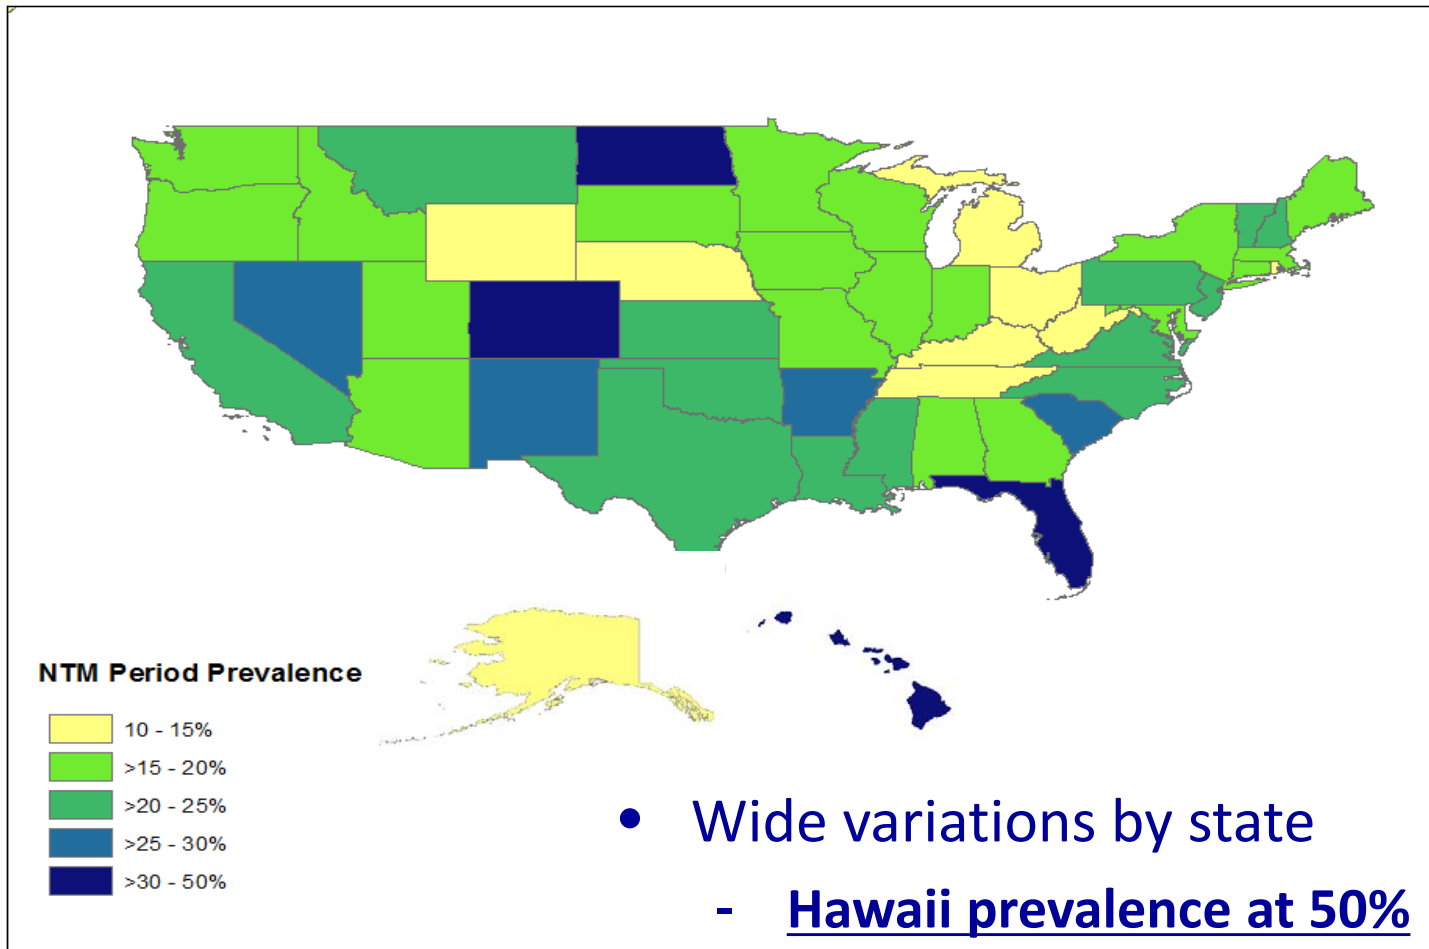 NTM Period Prevalence
10 - 15%
>15 - 20%
>20 - 25%
>25 - 30%
>30 - 50%
• Wide variations by state
- Hawaii prevalence at 50%